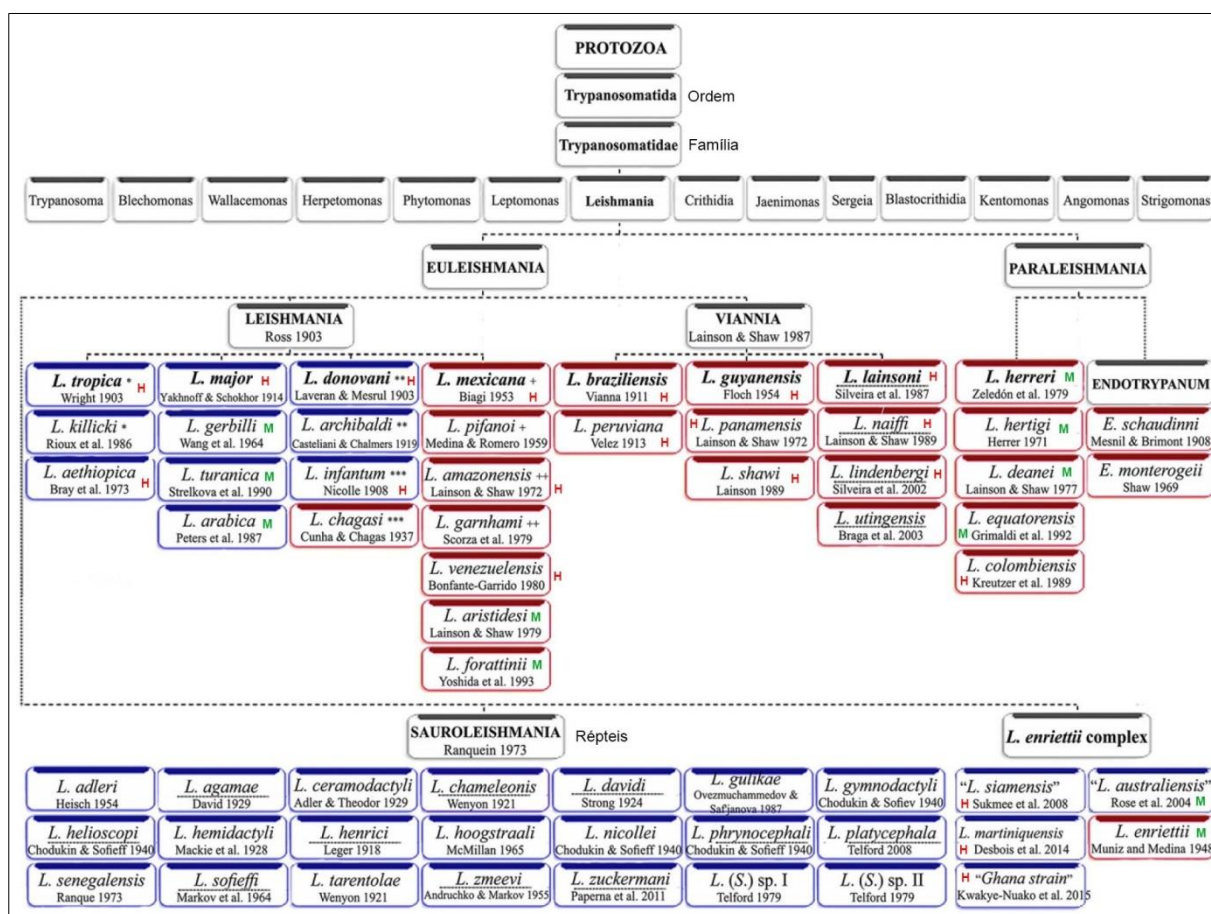 PROTOZOA
Trypanosomatida Ordem
Trypanosomatidae Família
Trypanosoma Blechomonas Wallacemonas Herpetomonas Phytomonas Leptomonas Leishmania Crithidia Jaenimonas Sergeia Blastocrithidia Kentomonas Angomonas Strigomonas
EULEISHMANIA PARALEISHMANIA
LEISHMANIA VIANNIA
Ross 1903 Lainson & Shaw 1987
L. tropica * H L. major H L. donovani ** H L. mexicana + L. braziliensis L. guyanensis L. lainsoni H L. herreri M
Wright 1903 Yakhnoff & Schokhor 1914 Laveran & Mesrul 1903 Biagi 1953 H Vianna 1911 H Floch 1954 H Silveira et al. 1987 Zeledón et al. 1979 ENDOTRYPANUM
L. killicki * L. gerbilli M L. archibaldi ** L. pifanoi + L. peruviana H L. panamensis L. naiffi H L. hertigi M E. schaudinni
Rioux et al. 1986 Wang et al. 1964 Casteliani & Chalmers 1919 Medina & Romero 1959 Velez 1913 H Lainson & Shaw 1972 Lainson & Shaw 1989 Herrer 1971 Mesnil & Brimont 1908
L. aethiopica L. turanica M L. infantum *** L. amazonensis ++ L. shawi H L. lindenbergi H L. deanei M E. monterogeii
Bray et al. 1973 H Strelkova et al. 1990 Nicolle 1908 H Lainson & Shaw 1972 H Lainson 1989 Silveira et al. 2002 Lainson & Shaw 1977 Shaw 1969
L. arabica M L. chagasi *** L. garnhami ++ L. utingensis L. equatorensis
Peters et al. 1987 Cunha & Chagas 1937 Scorza et al. 1979 Braga et al. 2003 M Grimaldi et al. 1992
L. venezuelensis L. colombiensis
Bonfante-Garrido 1980 H H Kreutzer et al. 1989
L. aristidesi M
Lainson & Shaw 1979
L. forattinii M
Yoshida et al. 1993
SAUROLEISHMANIA Répteis L. enriettii complex
Ranquein 1973
L. adleri L. agamae L. ceramodactyli L. chameleonis L. davidi L. gulikae L. gymnodactyli "L. siamensis" "L. australiensis"
Heisch 1954 David 1929 Adler & Theodor 1929 Wenyon 1921 Strong 1924 Ovezmuchammedov & Saf'janova 1987 Chodukin & Sofiev 1940 H Sukmee et al. 2008 Rose et al. 2004 M
L. helioscopi L. hemidactyli L. henrici L. hoogstraali L. nicollei L. phrynocephali L. platycephala L. martiniquensis L. enriettii M
Chodukin & Sofieff 1940 Mackie et al. 1928 Leger 1918 McMillan 1965 Chodukin & Sofieff 1940 Chodukin & Sofieff 1940 Telford 2008 H Desbois et al. 2014 Muniz and Medina 1948
L. senegalensis L. sofieffi L. tarentolae L. zmeevi L. zuckermani L. (S.) sp. I L. (S.) sp. II H "Ghana strain"
Ranque 1973 Markov et al. 1964 Wenyon 1921 Andruchko & Markov 1955 Paperna et al. 2011 Telford 1979 Telford 1979 Kwakye-Nuako et al. 2015